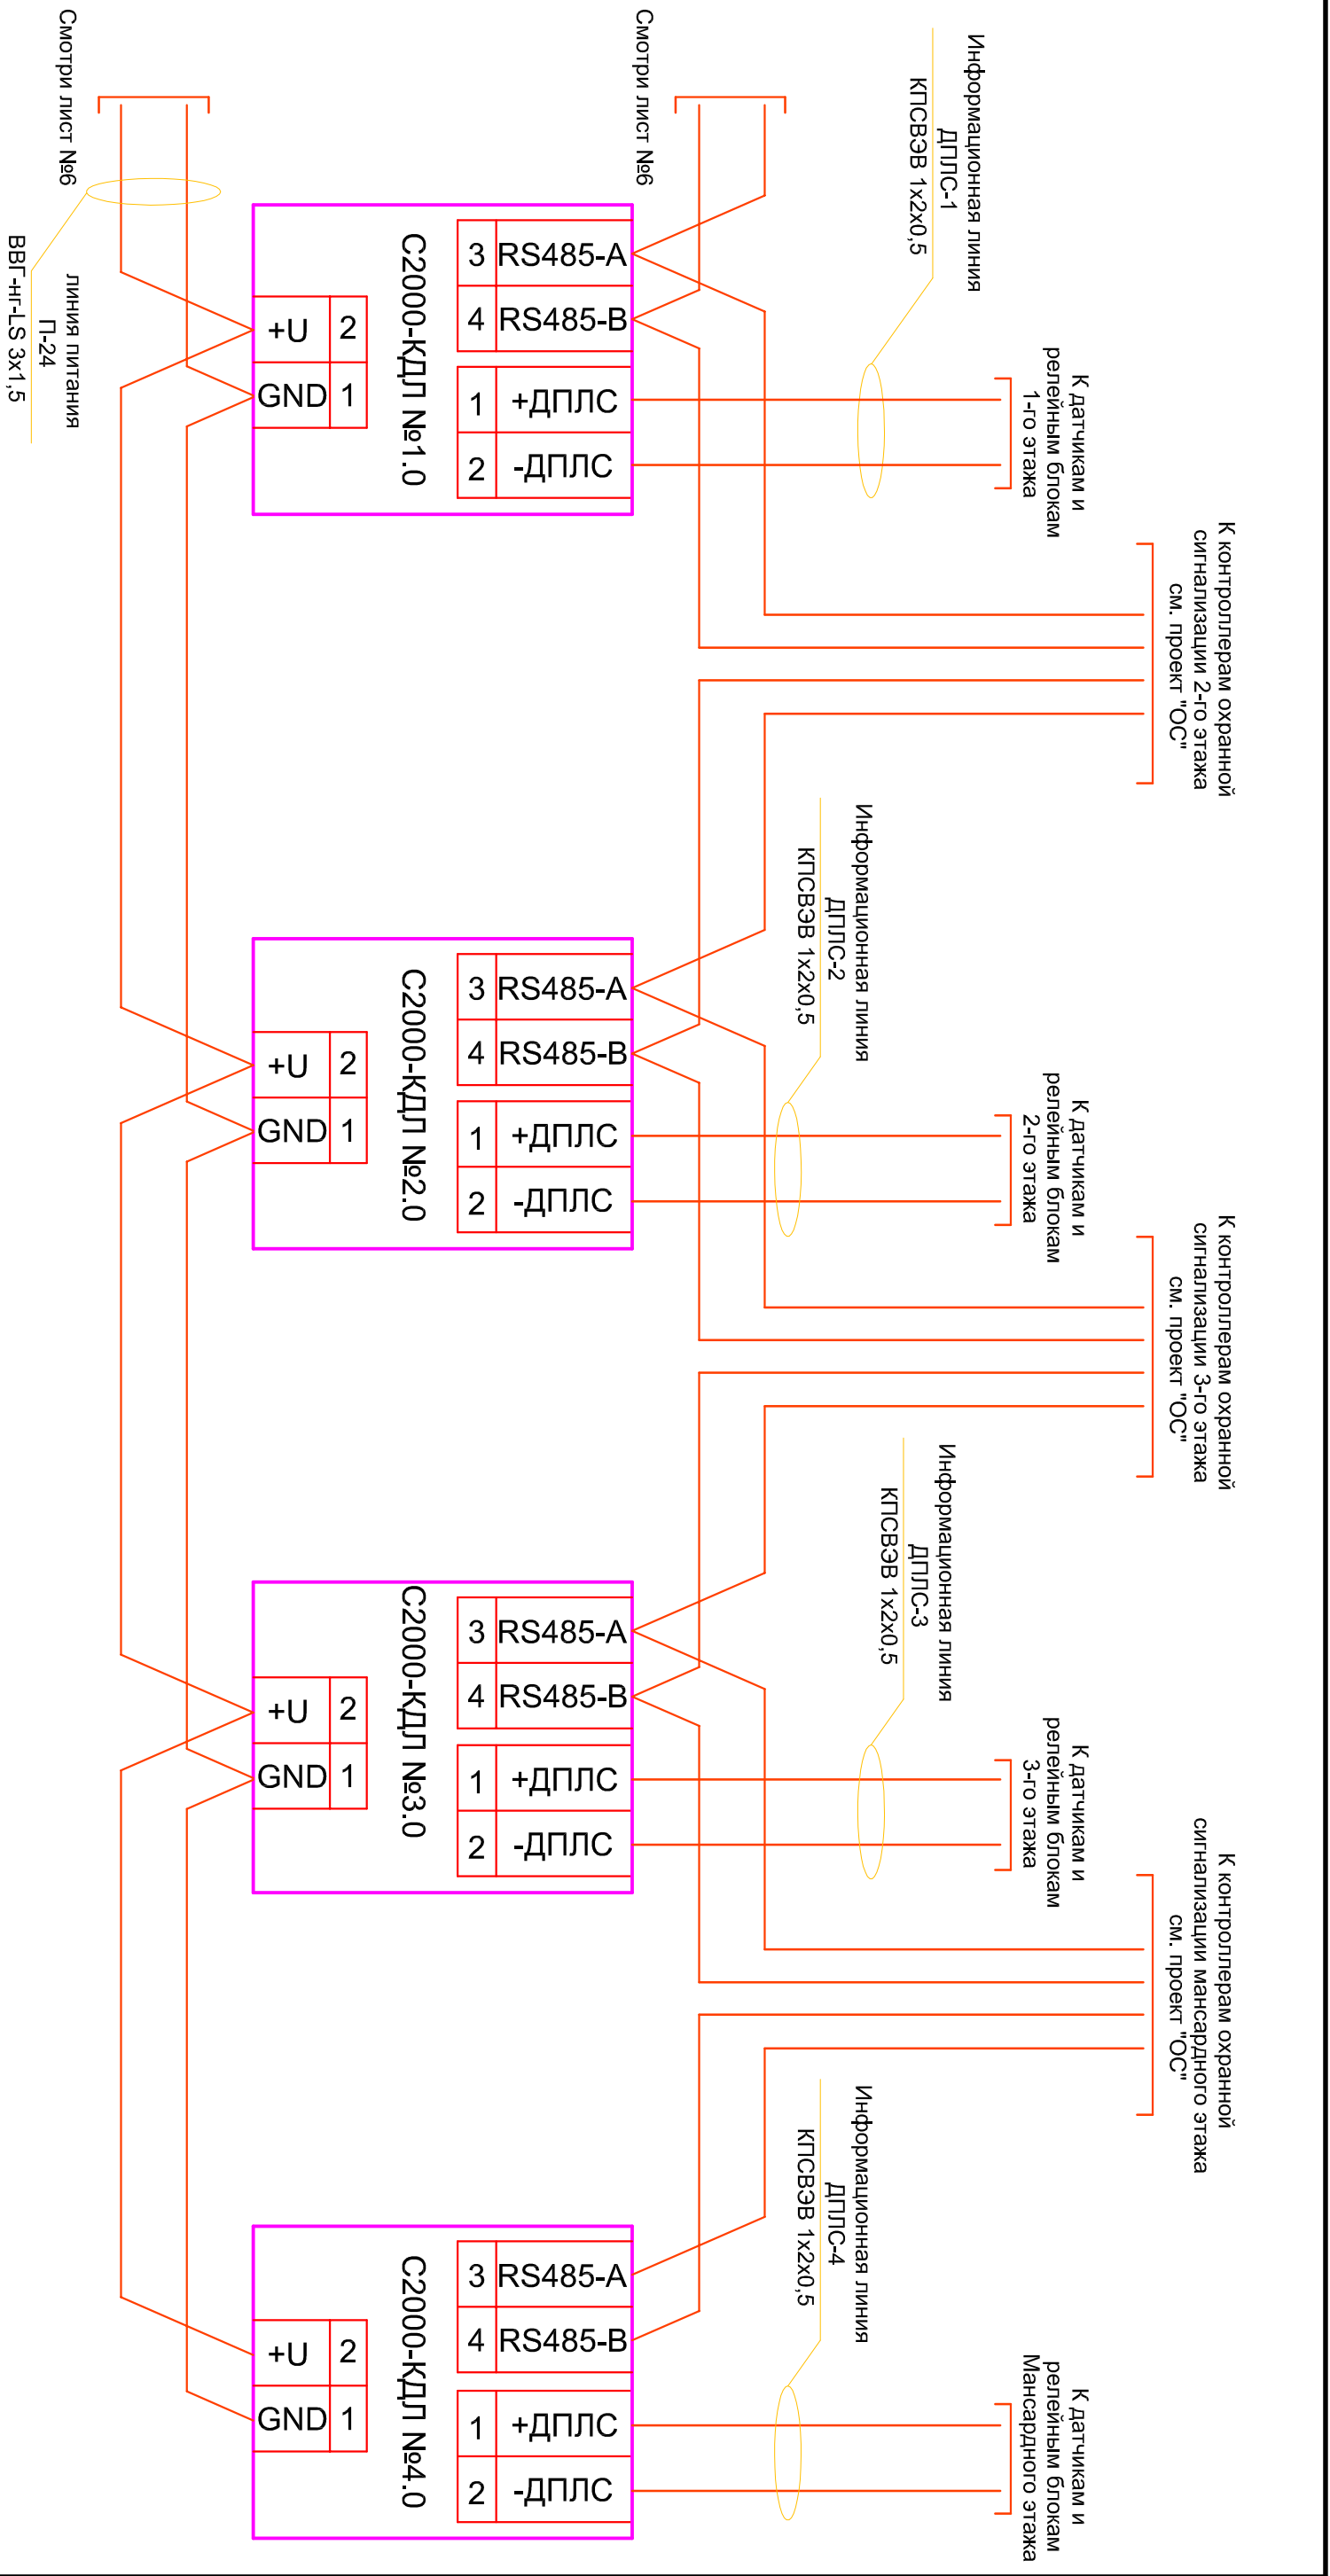 Информационная линия
ДПЛС-1
КПСВЭВ 1х2х0,5
К датчикам и
релейным блокам
1-го этажа
К контроллерам охранной
сигнализации 2-го этажа
см. проект "ОС"
Смотри лист №6
3 RS485-A
4 RS485-B
1 +ДПЛС
2 -ДПЛС
С2000-КДЛ №1.0
+U 2
GND 1
Смотри лист №6
линия питания
П-24
ВВГ-нг-LS 3х1,5
Информационная линия
ДПЛС-2
КПСВЭВ 1х2х0,5
К датчикам и
релейным блокам
2-го этажа
К контроллерам охранной
сигнализации 3-го этажа
см. проект "ОС"
3 RS485-A
4 RS485-B
1 +ДПЛС
2 -ДПЛС
С2000-КДЛ №2.0
+U 2
GND 1
Информационная линия
ДПЛС-3
КПСВЭВ 1х2х0,5
К датчикам и
релейным блокам
3-го этажа
К контроллерам охранной
сигнализации мансардного этажа
см. проект "ОС"
3 RS485-A
4 RS485-B
1 +ДПЛС
2 -ДПЛС
С2000-КДЛ №3.0
+U 2
GND 1
Информационная линия
ДПЛС-4
КПСВЭВ 1х2х0,5
К датчикам и
релейным блокам
Мансардного этажа
3 RS485-A
4 RS485-B
1 +ДПЛС
2 -ДПЛС
С2000-КДЛ №4.0
+U 2
GND 1